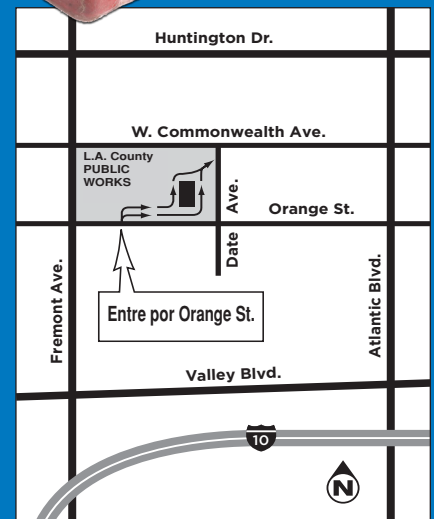 Huntington Dr.
W. Commonwealth Ave.
L.A. County
PUBLIC
WORKS
Date Ave.
Orange St.
Fremont Ave.
Atlantic Blvd.
Entre por Orange St.
Valley Blvd.
10
N